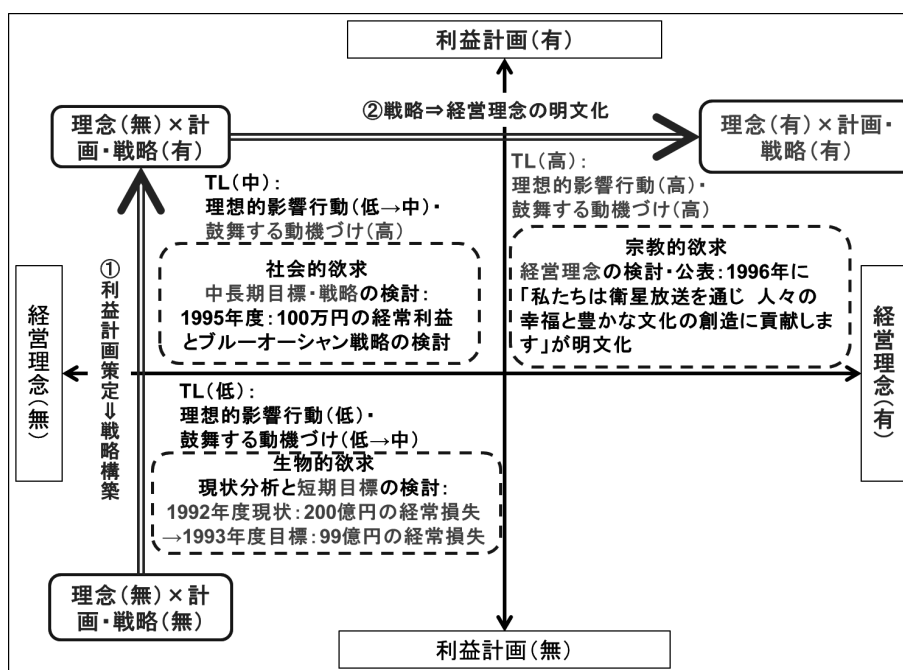 利益計画(有)
②戦略⇒経営理念の明文化
理念(無)×計
画・戦略(有)
理念(有)×計画・
戦略(有)
TL(中):
理想的影響行動(低→中)・
鼓舞する動機づけ(高)
TL(高):
理想的影響行動(高)・
鼓舞する動機づけ(高)
社会的欲求
中長期目標・戦略の検討:
1995年度:100万円の経常利益
とブルーオーシャン戦略の検討
宗教的欲求
経営理念の検討・公表:1996年に
「私たちは衛星放送を通じ 人々の
幸福と豊かな文化の創造に貢献しま
す」が明文化
経営理念(無)
①利益計画策定⇓戦略構築
経営理念(有)
TL(低):
理想的影響行動(低)・
鼓舞する動機づけ(低→中)
生物的欲求
現状分析と短期目標の検討:
1992年度現状:200億円の経常損失
→1993年度目標:99億円の経常損失
理念(無)×計
画・戦略(無)
利益計画(無)